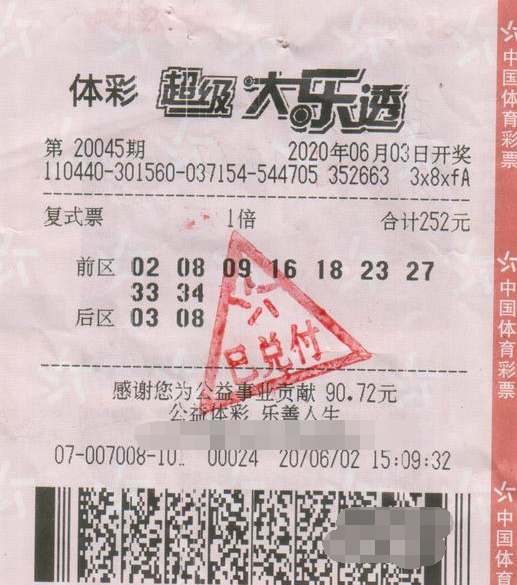 体彩 超级大乐透
第 20045期 2020年06月03日开奖
110440-301560-037154-544705 352663 3x8xfA
复式票 1倍 合计252元
前区 02 08 09 16 18 23 27
33 34
后区 03 08
已兑付
感谢您为公益事业贡献 90.72元
公益体彩 乐善人生
07-007008-10... 00024 20/06/02 15:09:32
中国体育彩票
中国体育彩票
中国体育